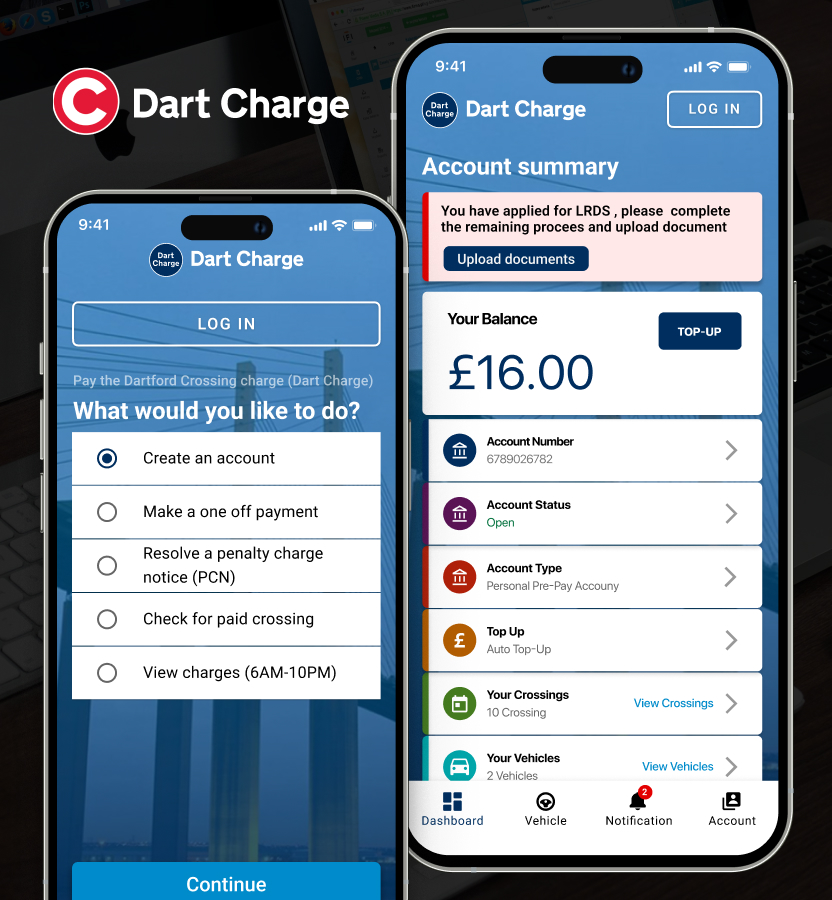 C Dart Charge
9:41
Dart
Charge
Dart Charge
LOG IN
Pay the Dartford Crossing charge (Dart Charge)
What would you like to do?
Create an account
Make a one off payment
Resolve a penalty charge
notice (PCN)
Check for paid crossing
View charges (6AM-10PM)
Continue
9:41
Dart
Charge
Dart Charge
LOG IN
Account summary
You have applied for LRDS , please complete
the remaining procees and upload document
Upload documents
Your Balance
TOP-UP
£16.00
Account Number
6789026782
Account Status
Open
Account Type
Personal Pre-Pay Accouny
£
Top Up
Auto Top-Up
Your Crossings
10 Crossing
View Crossings
Your Vehicles
2 Vehicles
View Vehicles
2
Dashboard
Vehicle
Notification
Account